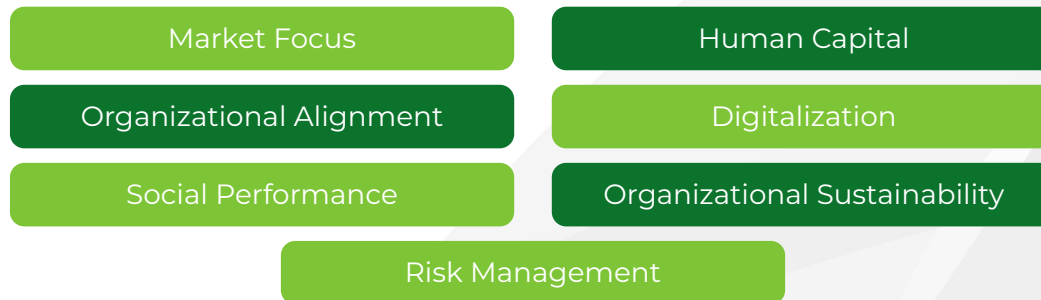 Market Focus
Human Capital
Organizational Alignment
Digitalization
Social Performance
Organizational Sustainability
Risk Management